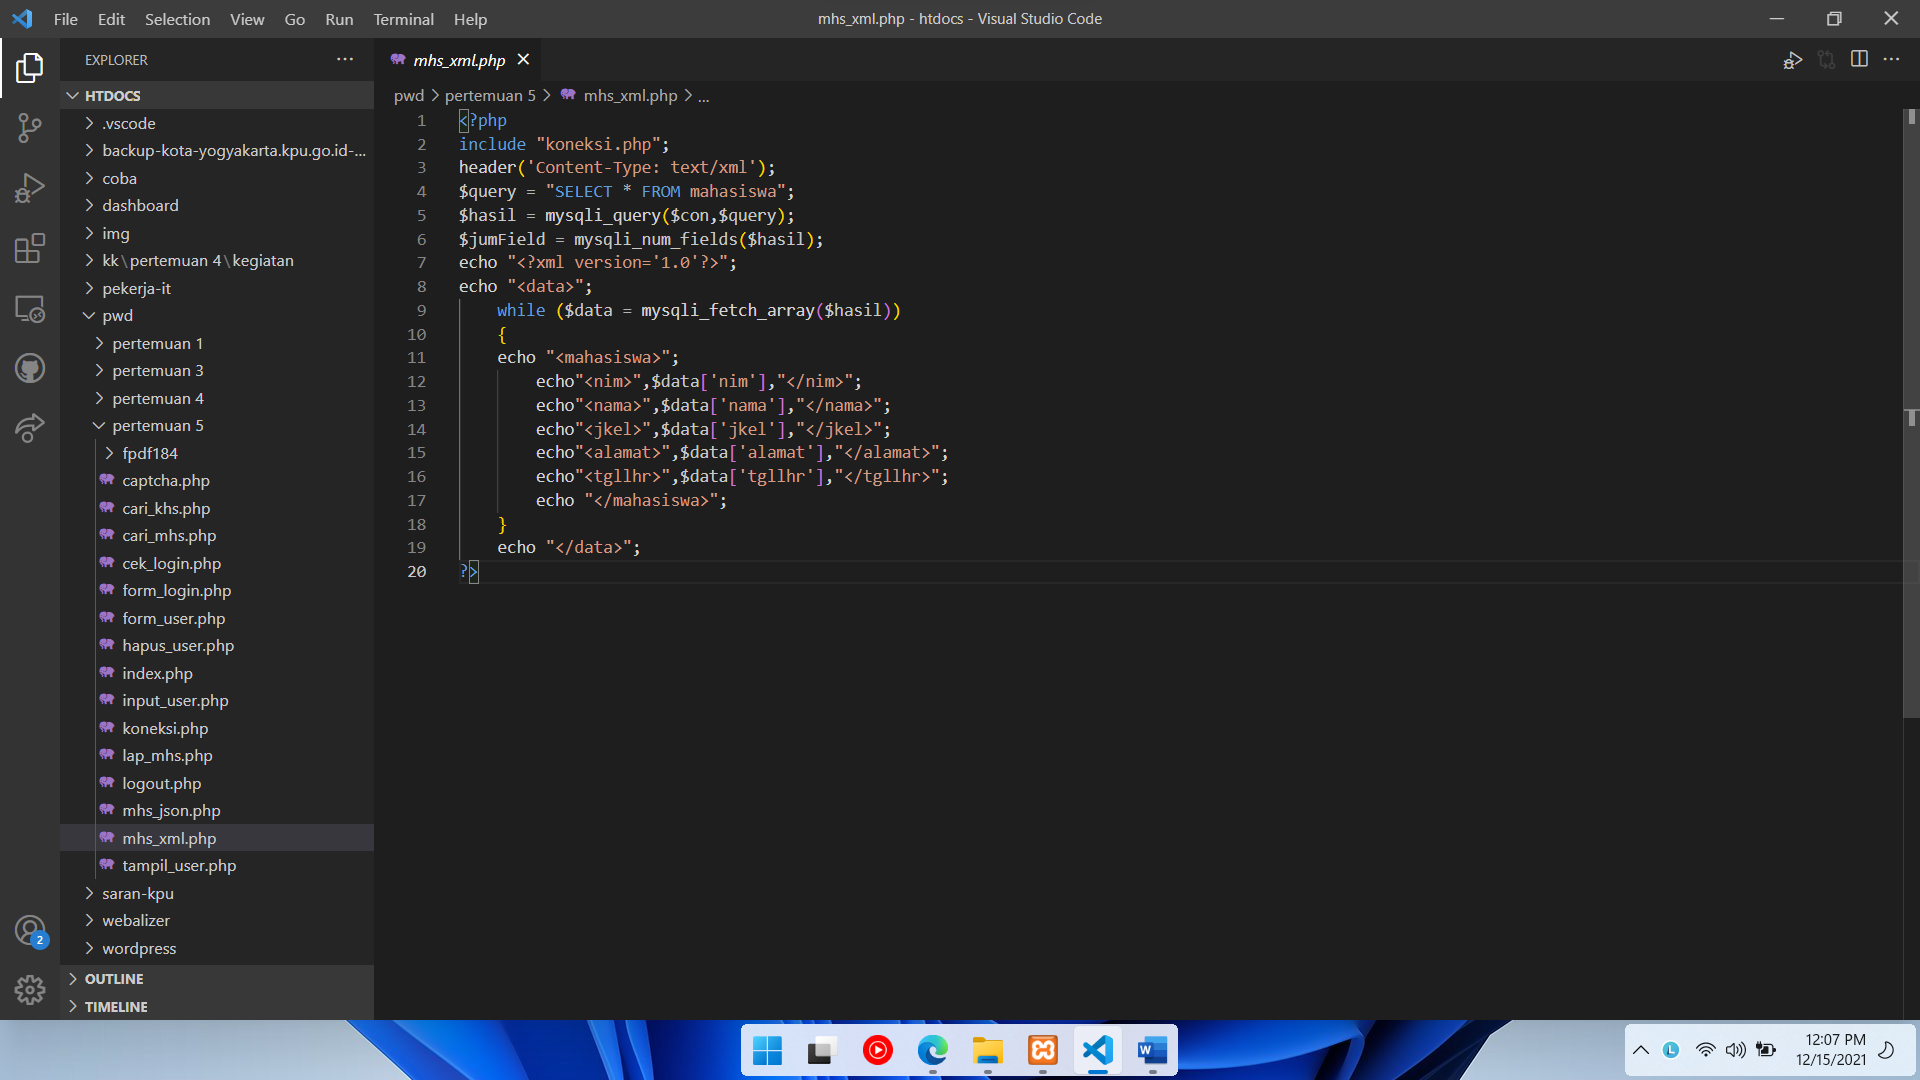 File Edit Selection View Go Run Terminal Help
mhs_xml.php - htdocs - Visual Studio Code
EXPLORER
HTDOCS
.vscode
backup-kota-yogyakarta.kpu.go.id-...
coba
dashboard
img
kk\pertemuan 4\kegiatan
pekerja-it
pwd
pertemuan 1
pertemuan 3
pertemuan 4
pertemuan 5
fpdf184
captcha.php
cari_khs.php
cari_mhs.php
cek_login.php
form_login.php
form_user.php
hapus_user.php
index.php
input_user.php
koneksi.php
lap_mhs.php
logout.php
mhs_json.php
mhs_xml.php
tampil_user.php
saran-kpu
webalizer
wordpress
OUTLINE
TIMELINE
2
mhs_xml.php
pwd > pertemuan 5 > mhs_xml.php > ...
1 <?php
2 include "koneksi.php";
3 header('Content-Type: text/xml');
4 $query = "SELECT * FROM mahasiswa";
5 $hasil = mysqli_query($con,$query);
6 $jumField = mysqli_num_fields($hasil);
7 echo "<?xml version='1.0'?>";
8 echo "<data>";
9     while ($data = mysqli_fetch_array($hasil))
10     {
11     echo "<mahasiswa>";
12         echo"<nim>",$data['nim'],"</nim>";
13         echo"<nama>",$data['nama'],"</nama>";
14         echo"<jkel>",$data['jkel'],"</jkel>";
15         echo"<alamat>",$data['alamat'],"</alamat>";
16         echo"<tgllhr>",$data['tgllhr'],"</tgllhr>";
17         echo "</mahasiswa>";
18     }
19     echo "</data>";
20 ?>
L
W
12:07 PM
12/15/2021